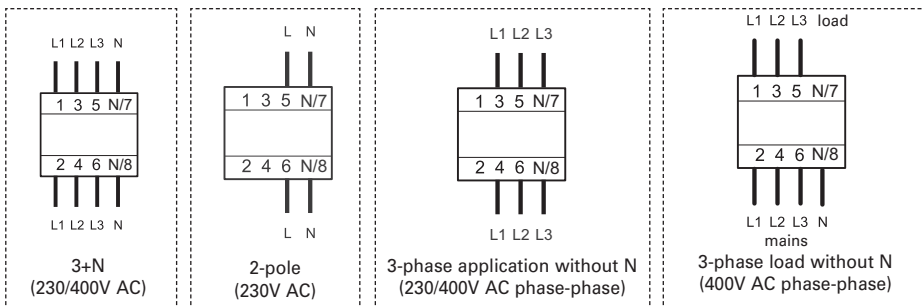 L1 L2 L3 N
1 3 5 N/7
2 4 6 N/8
L1 L2 L3 N
3+N
(230/400V AC)
L N
1 3 5 N/7
2 4 6 N/8
L N
2-pole
(230V AC)
L1 L2 L3
1 3 5 N/7
2 4 6 N/8
L1 L2 L3
3-phase application without N
(230/400V AC phase-phase)
L1 L2 L3 load
1 3 5 N/7
2 4 6 N/8
L1 L2 L3 N
mains
3-phase load without N
(400V AC phase-phase)